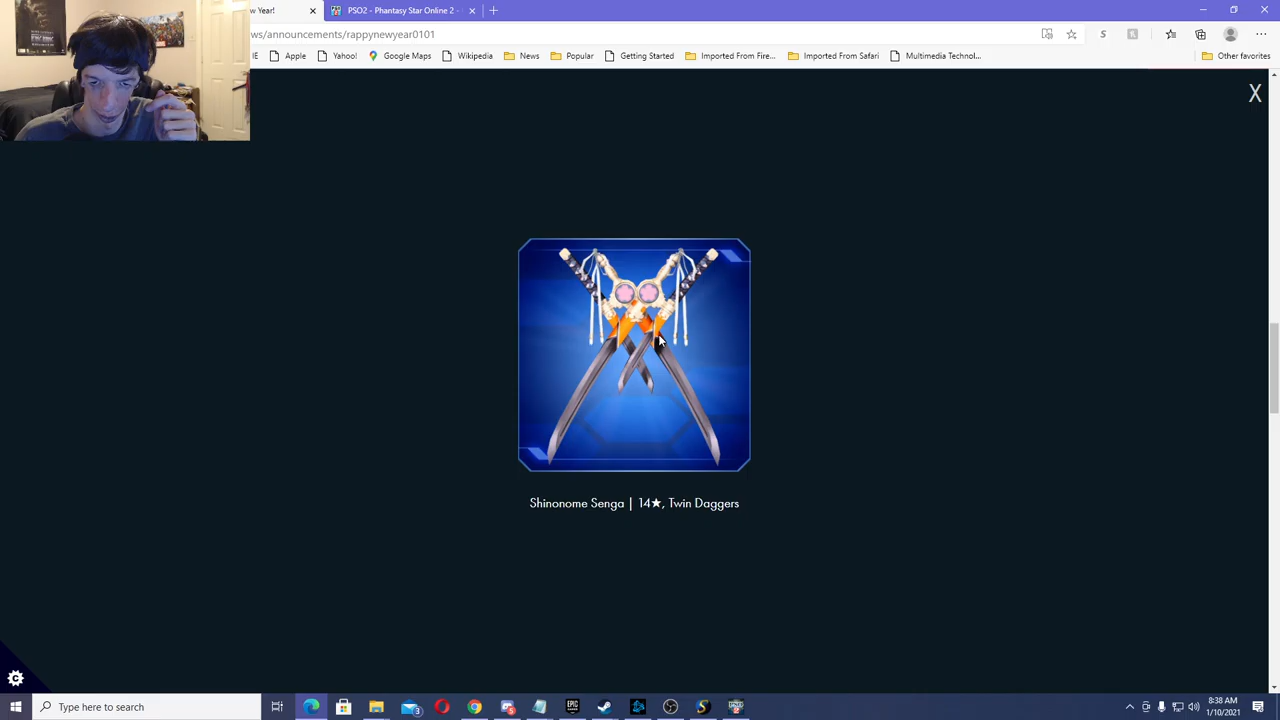 w Year!
PSO2 - Phantasy Star Online 2 -
ws/announcements/rappynewyear0101
IE
Apple
Yahoo!
Google Maps
Wikipedia
News
Popular
Getting Started
Imported From Fire...
Imported From Safari
Multimedia Technol...
Other favorites
X
Shinonome Senga | 14★, Twin Daggers
Type here to search
8:38 AM
1/10/2021